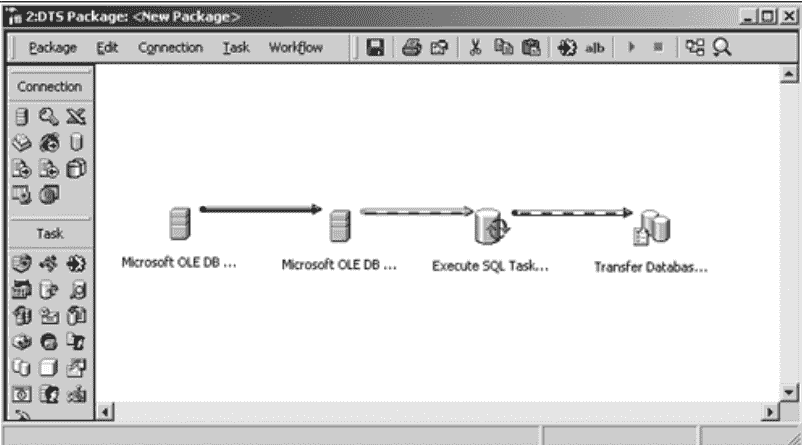 2:DTS Package: <New Package>
Package Edit Connection Task Workflow
a|b
Connection
Task
Microsoft OLE DB ...
Microsoft OLE DB ...
Execute SQL Task...
Transfer Databas...